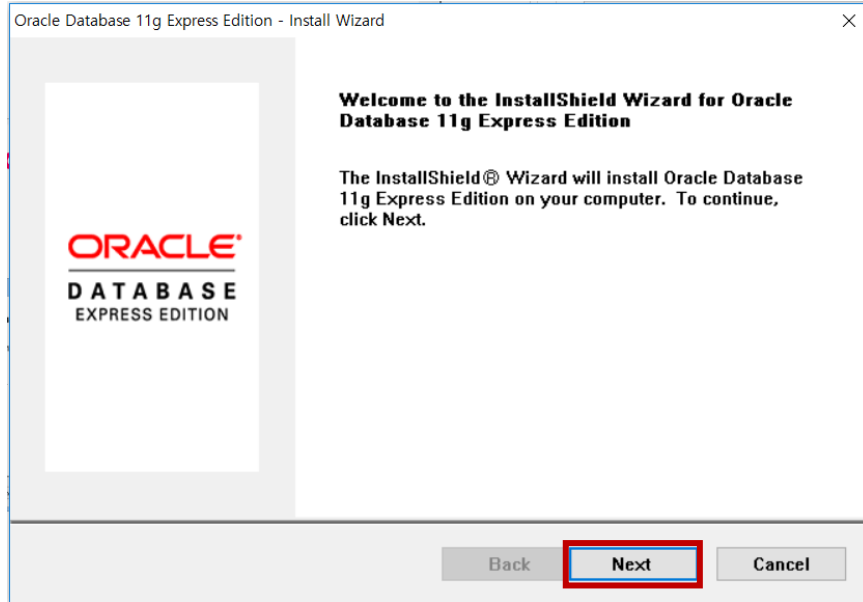 Oracle Database 11g Express Edition - Install Wizard
Welcome to the InstallShield Wizard for Oracle
Database 11g Express Edition
The InstallShield® Wizard will install Oracle Database
11g Express Edition on your computer. To continue,
click Next.
ORACLE®
DATABASE
EXPRESS EDITION
Back
Next
Cancel